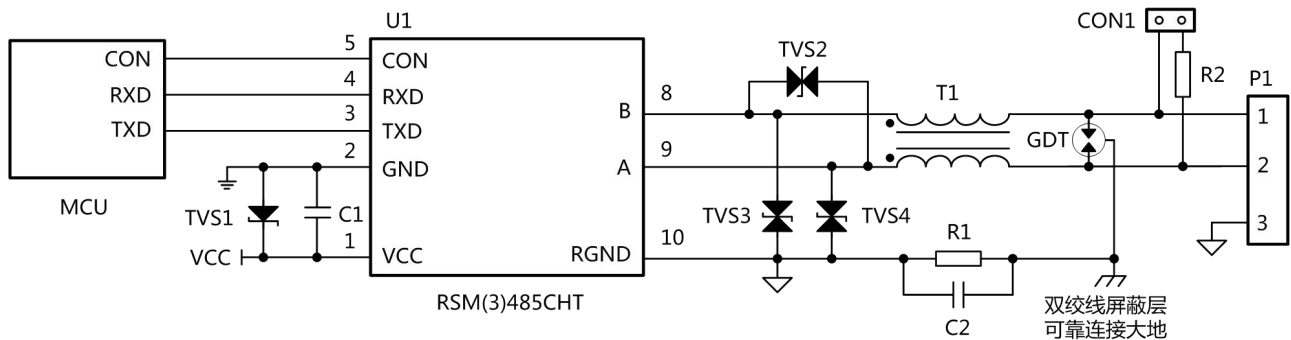 U1
CON1
TVS2
MCU
CON
RXD
TXD
5
4
3
2
1
CON
RXD
TXD
GND
VCC
B
A
RGND
8
9
10
RSM(3)485CHT
TVS1
C1
VCC
TVS3
TVS4
T1
GDT
R2
P1
1
2
3
R1
C2
双绞线屏蔽层
可靠连接大地